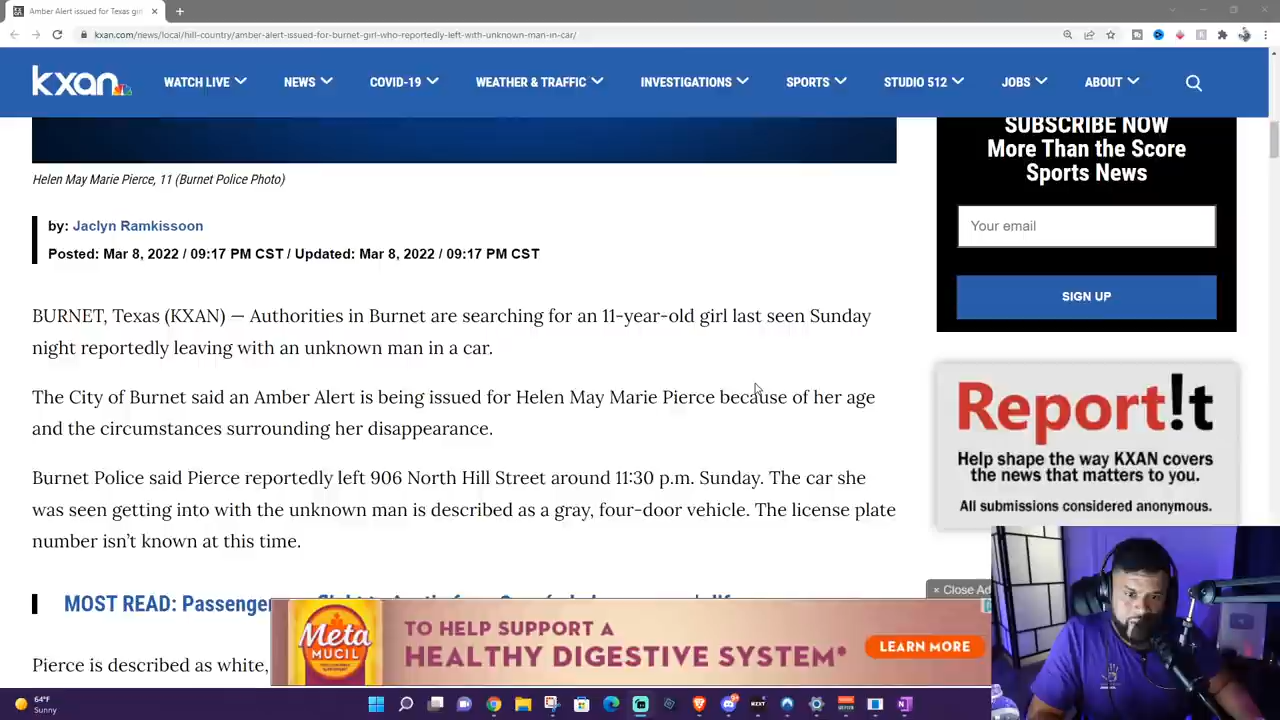 Amber Alert issued for Texas girl
kxan.com/news/local/hill-country/amber-alert-issued-for-burnet-girl-who-reportedly-left-with-unknown-man-in-car/
kxan
WATCH LIVE NEWS COVID-19 WEATHER & TRAFFIC INVESTIGATIONS SPORTS STUDIO 512 JOBS ABOUT
SUBSCRIBE NOW
More Than the Score
Sports News
Your email
SIGN UP
Helen May Marie Pierce, 11 (Burnet Police Photo)
by: Jaclyn Ramkissoon
Posted: Mar 8, 2022 / 09:17 PM CST / Updated: Mar 8, 2022 / 09:17 PM CST
BURNET, Texas (KXAN) — Authorities in Burnet are searching for an 11-year-old girl last seen Sunday
night reportedly leaving with an unknown man in a car.
The City of Burnet said an Amber Alert is being issued for Helen May Marie Pierce because of her age
and the circumstances surrounding her disappearance.
Burnet Police said Pierce reportedly left 906 North Hill Street around 11:30 p.m. Sunday. The car she
was seen getting into with the unknown man is described as a gray, four-door vehicle. The license plate
number isn't known at this time.
Report!t
Help shape the way KXAN covers
the news that matters to you.
All submissions considered anonymous.
MOST READ: Passenger
× Close Ad
Meta
MUCIL
TO HELP SUPPORT A
HEALTHY DIGESTIVE SYSTEM*
LEARN MORE
Pierce is described as white,
64°F
Sunny